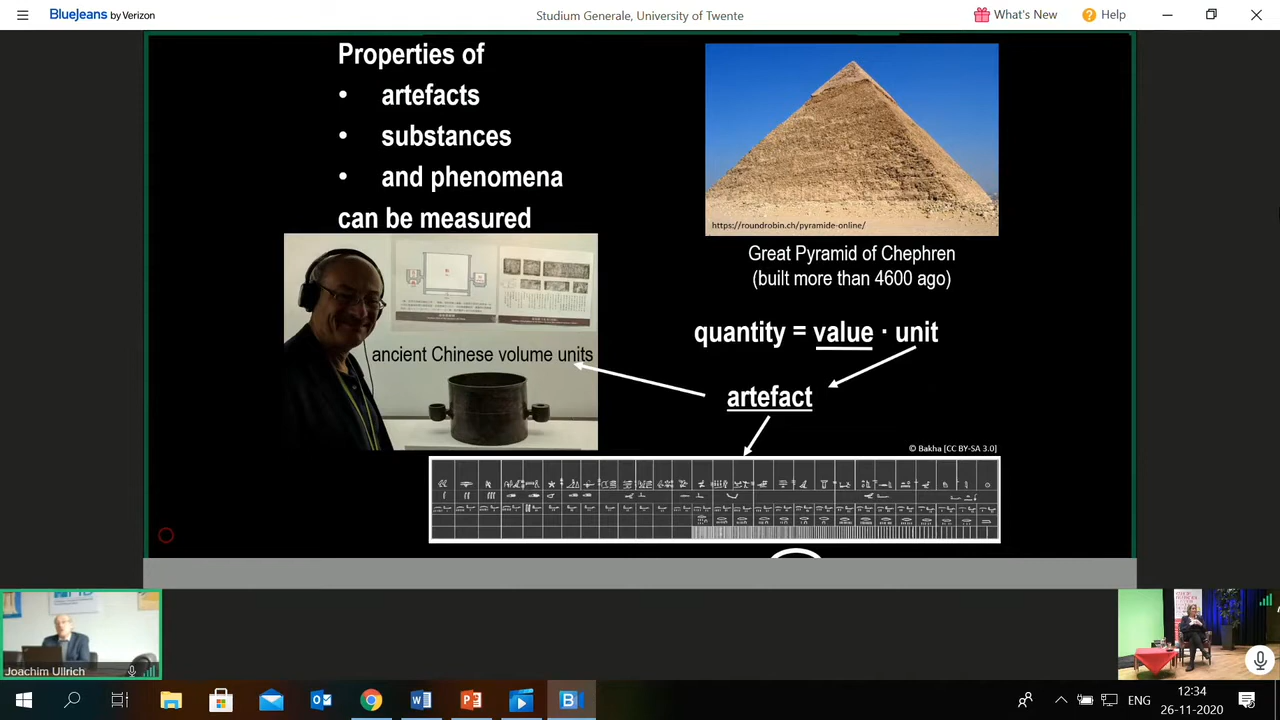 BlueJeans by Verizon
Studium Generale, University of Twente
What's New
Help
Properties of
• artefacts
• substances
• and phenomena
can be measured
https://roundrobin.ch/pyramide-online/
Great Pyramid of Chephren
(built more than 4600 ago)
quantity = value · unit
ancient Chinese volume units
artefact
© Bakha [CC BY-SA 3.0]
Joachim Ullrich
ENG
12:34
26-11-2020